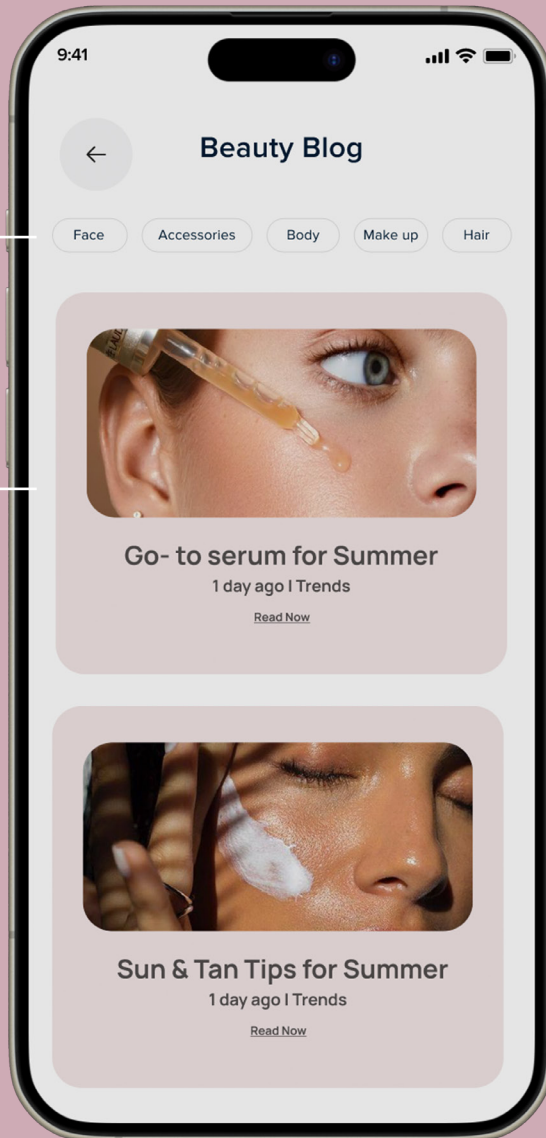 9:41
Beauty Blog
Face Accessories Body Make up Hair
Go- to serum for Summer
1 day ago I Trends
Read Now
Sun & Tan Tips for Summer
1 day ago I Trends
Read Now